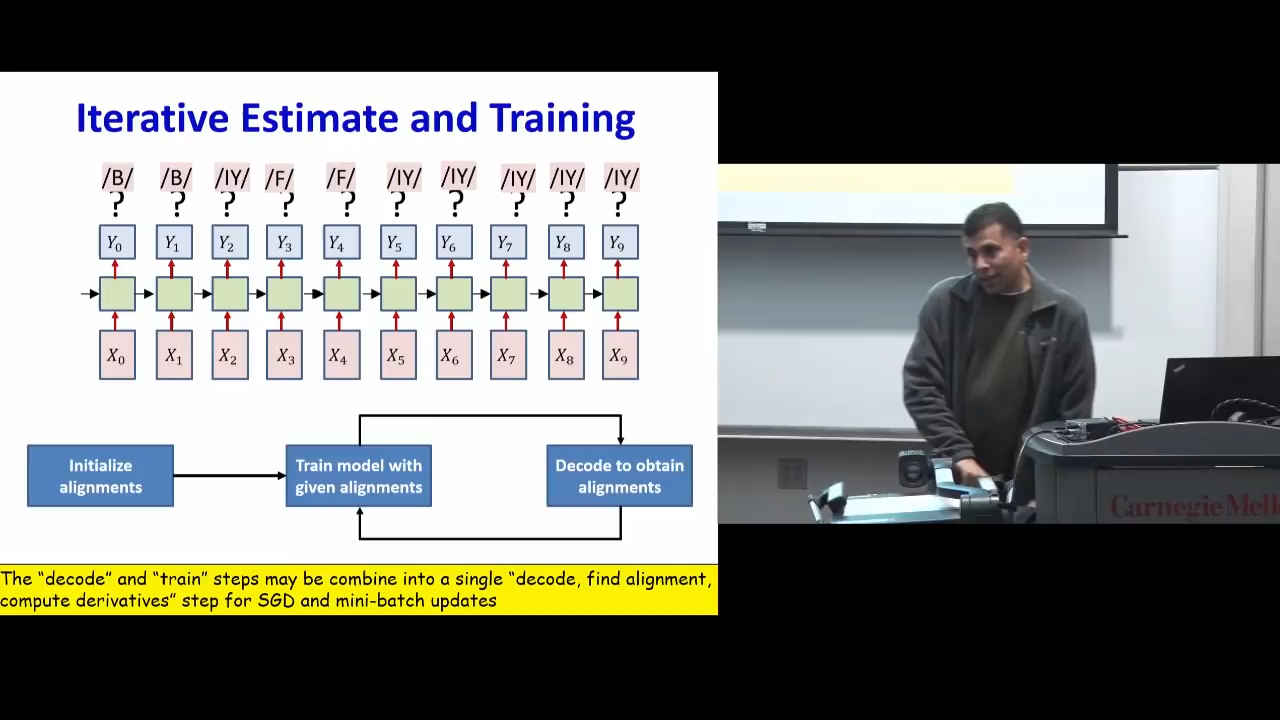 Iterative Estimate and Training
/B/ /B/ /IY/ /F/ /F/ /IY/ /IY/ /IY/ /IY/ /IY/
? ? ? ? ? ? ? ? ? ?
Y0 Y1 Y2 Y3 Y4 Y5 Y6 Y7 Y8 Y9
X0 X1 X2 X3 X4 X5 X6 X7 X8 X9
Initialize
alignments
Train model with
given alignments
Decode to obtain
alignments
The “decode” and “train” steps may be combine into a single “decode, find alignment,
compute derivatives” step for SGD and mini-batch updates
Carnegie Mell